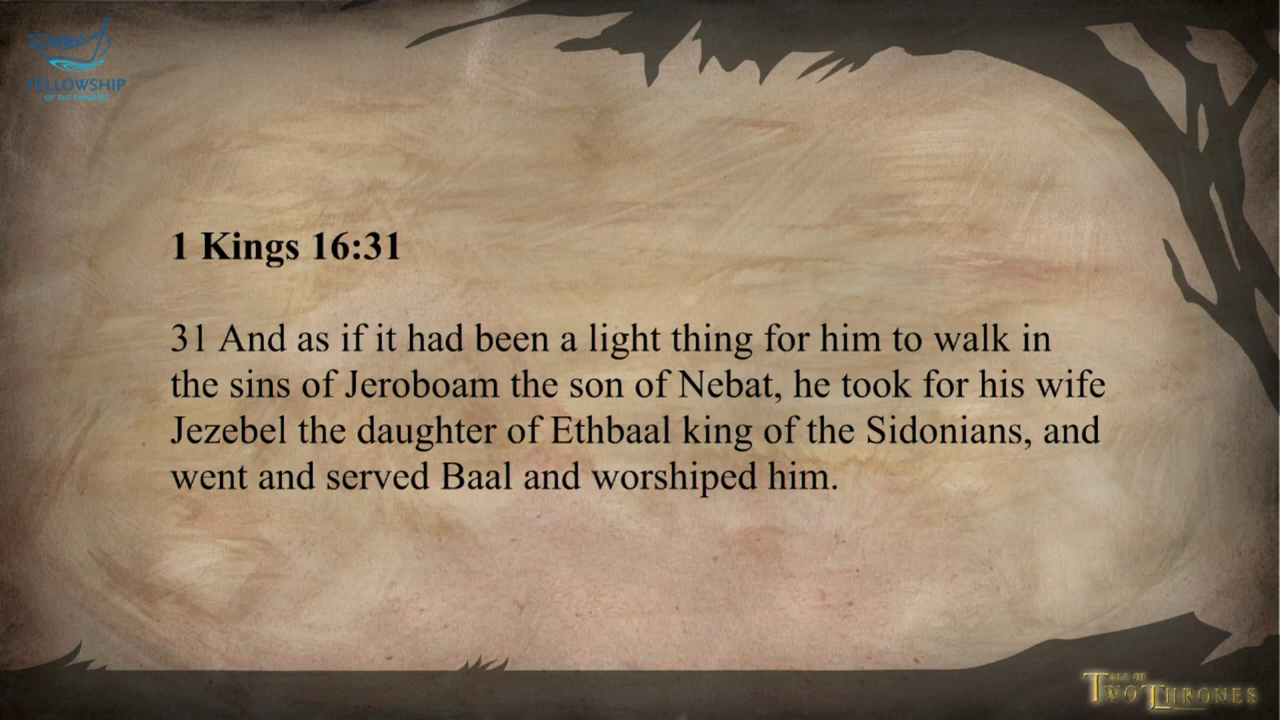 FELLOWSHIP
1 Kings 16:31
31 And as if it had been a light thing for him to walk in
the sins of Jeroboam the son of Nebat, he took for his wife
Jezebel the daughter of Ethbaal king of the Sidonians, and
went and served Baal and worshiped him.
TALE OF
TWO THRONES